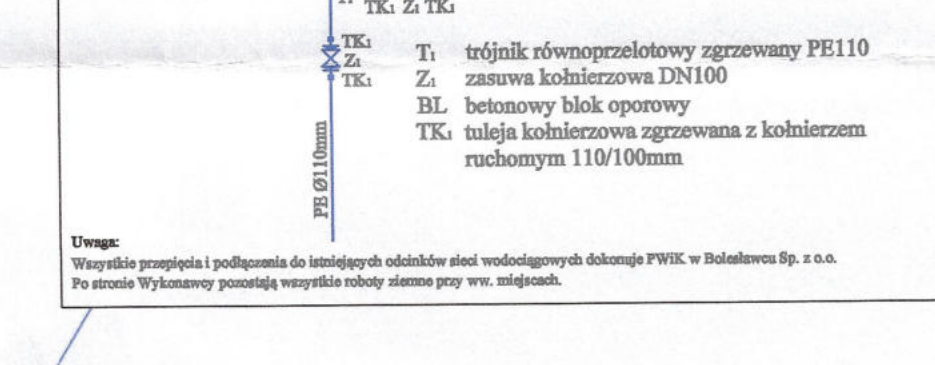 TK₁ Z₁ TK₁
TK₁
Z₁
TK₁
PE Ø110mm
T₁ trójnik równoprzelotowy zgrzewany PE110
Z₁ zasuwa kołnierzowa DN100
BL betonowy blok oporowy
TK₁ tuleja kołnierzowa zgrzewana z kołnierzem
ruchomym 110/100mm
Uwaga:
Wszystkie przepięcia i podłączenia do istniejących odcinków sieci wodociągowych dokonuje PWiK w Bolesławcu Sp. z o.o.
Po stronie Wykonawcy pozostają wszystkie roboty ziemne przy ww. miejscach.